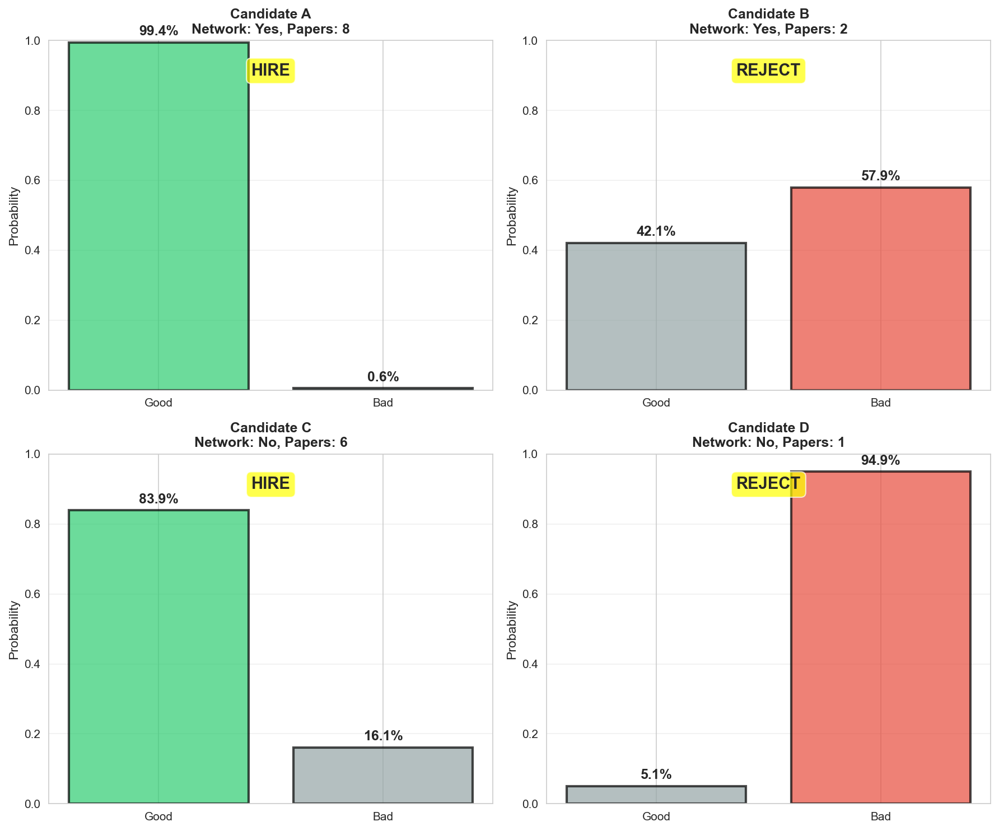 Candidate A
Network: Yes, Papers: 8
99.4%
HIRE
0.6%
1.0
0.8
0.6
0.4
0.2
0.0
Probability
Good
Bad
Candidate B
Network: Yes, Papers: 2
REJECT
42.1%
57.9%
1.0
0.8
0.6
0.4
0.2
0.0
Probability
Good
Bad
Candidate C
Network: No, Papers: 6
HIRE
83.9%
16.1%
1.0
0.8
0.6
0.4
0.2
0.0
Probability
Good
Bad
Candidate D
Network: No, Papers: 1
94.9%
REJECT
5.1%
1.0
0.8
0.6
0.4
0.2
0.0
Probability
Good
Bad